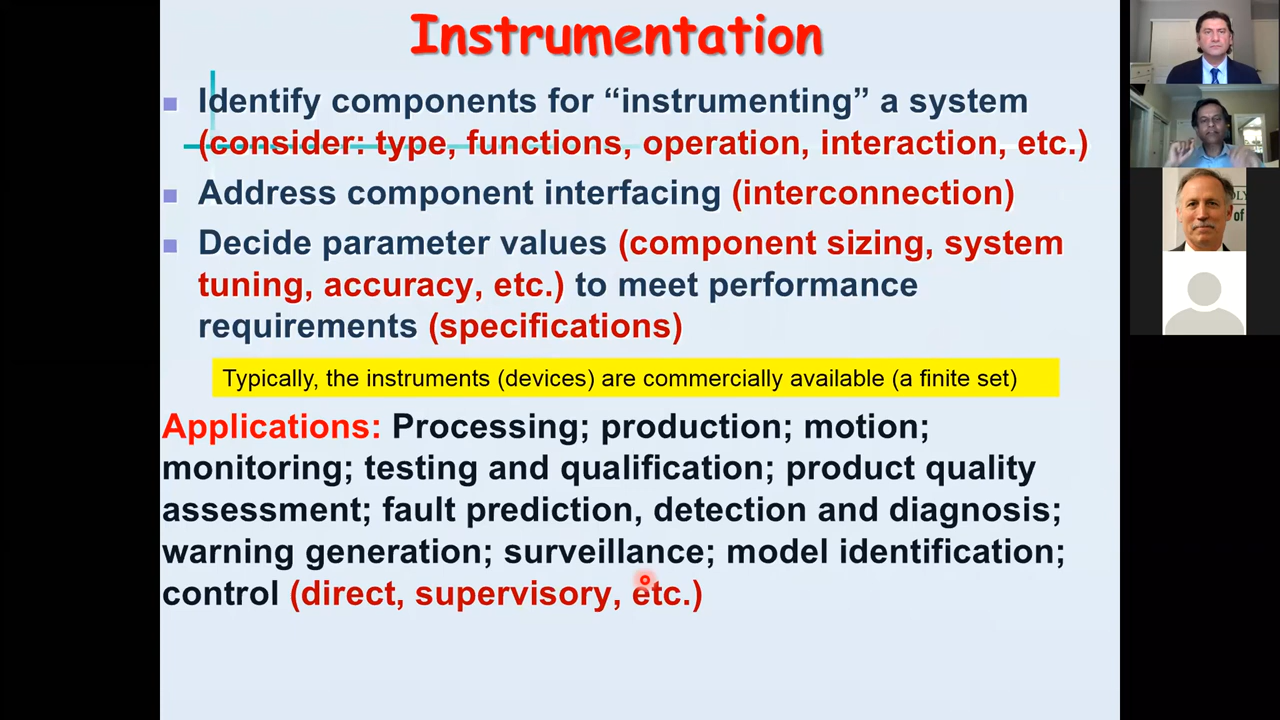 Instrumentation
Identify components for “instrumenting” a system
(consider: type, functions, operation, interaction, etc.)
Address component interfacing (interconnection)
Decide parameter values (component sizing, system
tuning, accuracy, etc.) to meet performance
requirements (specifications)
Typically, the instruments (devices) are commercially available (a finite set)
Applications: Processing; production; motion;
monitoring; testing and qualification; product quality
assessment; fault prediction, detection and diagnosis;
warning generation; surveillance; model identification;
control (direct, supervisory, etc.)
of